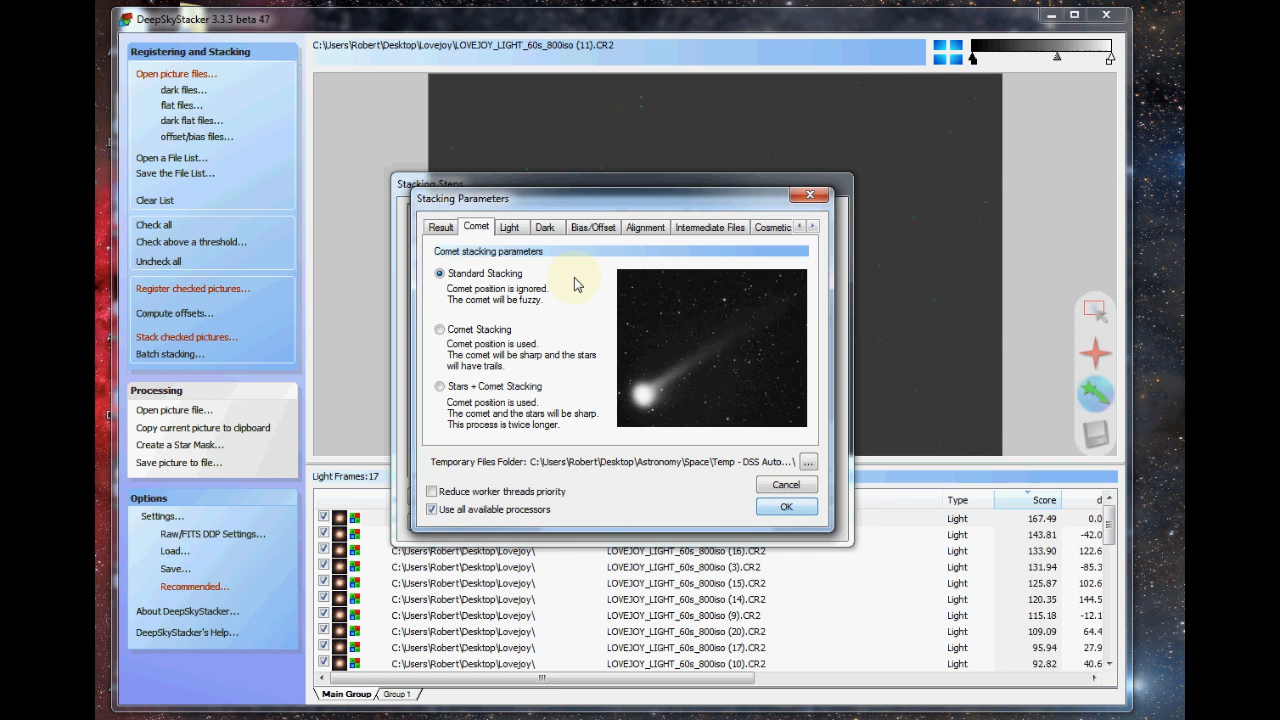 DeepSkyStacker 3.3.3 beta 47
Registering and Stacking
Open picture files...
dark files...
flat files...
dark flat files...
offset/bias files...
Open a File List...
Save the File List...
Clear List
Check all
Check above a threshold...
Uncheck all
Register checked pictures...
Compute offsets...
Stack checked pictures...
Batch stacking...
Processing
Open picture file...
Copy current picture to clipboard
Create a Star Mask...
Save picture to file...
Options
Settings...
Raw/FITS DDP Settings...
Load...
Save...
Recommended...
About DeepSkyStacker...
DeepSkyStacker's Help...
C:\Users\Robert\Desktop\Lovejoy\LOVEJOY_LIGHT_60s_800iso (11).CR2
Stacking Steps
Stacking Parameters
Result Comet Light Dark Bias/Offset Alignment Intermediate Files Cosmetic
Comet stacking parameters
Standard Stacking
Comet position is ignored.
The comet will be fuzzy.
Comet Stacking
Comet position is used.
The comet will be sharp and the stars
will have trails.
Stars + Comet Stacking
Comet position is used.
The comet and the stars will be sharp.
This process is twice longer.
Temporary Files Folder: C:\Users\Robert\Desktop\Astronomy\Space\Temp - DSS Auto...\ ...
Reduce worker threads priority
Use all available processors
Cancel
OK
Light Frames:17
Type Score d
Light 167.49 0.0
Light 143.81 -42.0
C:\Users\Robert\Desktop\Lovejoy\ LOVEJOY_LIGHT_60s_800iso (16).CR2 Light 133.90 122.6
C:\Users\Robert\Desktop\Lovejoy\ LOVEJOY_LIGHT_60s_800iso (3).CR2 Light 131.94 -85.3
C:\Users\Robert\Desktop\Lovejoy\ LOVEJOY_LIGHT_60s_800iso (15).CR2 Light 125.87 102.6
C:\Users\Robert\Desktop\Lovejoy\ LOVEJOY_LIGHT_60s_800iso (14).CR2 Light 120.35 144.5
C:\Users\Robert\Desktop\Lovejoy\ LOVEJOY_LIGHT_60s_800iso (9).CR2 Light 115.18 -12.1
C:\Users\Robert\Desktop\Lovejoy\ LOVEJOY_LIGHT_60s_800iso (20).CR2 Light 109.09 64.4
C:\Users\Robert\Desktop\Lovejoy\ LOVEJOY_LIGHT_60s_800iso (17).CR2 Light 95.94 27.9
C:\Users\Robert\Desktop\Lovejoy\ LOVEJOY_LIGHT_60s_800iso (10).CR2 Light 92.82 40.6
Main Group Group 1